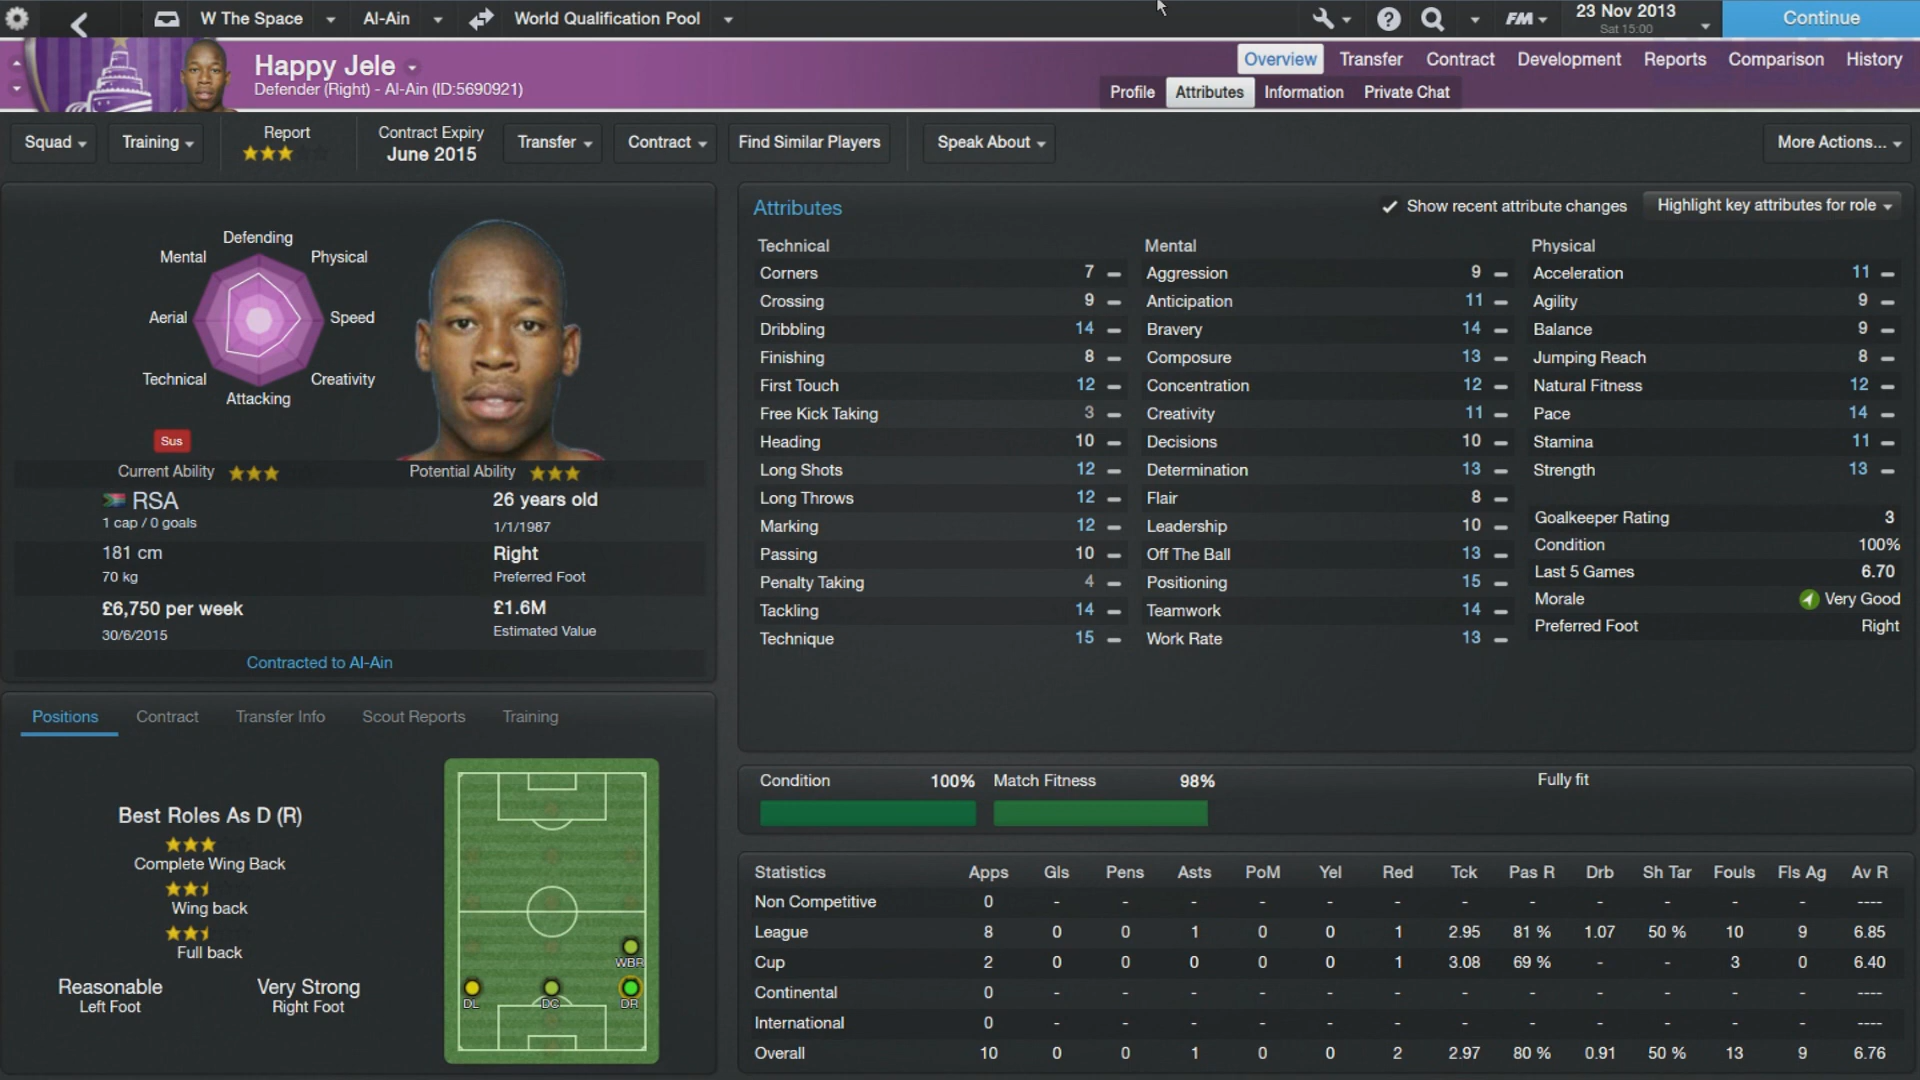 W The Space Al-Ain World Qualification Pool FM 23 Nov 2013 Sat 15:00 Continue
Happy Jele
Defender (Right) - Al-Ain (ID:5690921)
Overview Transfer Contract Development Reports Comparison History
Profile Attributes Information Private Chat
Squad Training Report Contract Expiry June 2015 Transfer Contract Find Similar Players Speak About More Actions...
Defending
Mental Physical
Aerial Speed
Technical Creativity
Attacking
Sus
Current Ability Potential Ability
RSA 26 years old
1 cap / 0 goals 1/1/1987
181 cm Right
70 kg Preferred Foot
£6,750 per week £1.6M
30/6/2015 Estimated Value
Contracted to Al-Ain
Positions Contract Transfer Info Scout Reports Training
Best Roles As D (R)
Complete Wing Back
Wing back
Full back
Reasonable Very Strong
Left Foot Right Foot
WBR
DL DC DR
Attributes Show recent attribute changes Highlight key attributes for role
Technical Mental Physical
Corners 7 Aggression 9 Acceleration 11
Crossing 9 Anticipation 11 Agility 9
Dribbling 14 Bravery 14 Balance 9
Finishing 8 Composure 13 Jumping Reach 8
First Touch 12 Concentration 12 Natural Fitness 12
Free Kick Taking 3 Creativity 11 Pace 14
Heading 10 Decisions 10 Stamina 11
Long Shots 12 Determination 13 Strength 13
Long Throws 12 Flair 8
Marking 12 Leadership 10 Goalkeeper Rating 3
Passing 10 Off The Ball 13 Condition 100%
Penalty Taking 4 Positioning 15 Last 5 Games 6.70
Tackling 14 Teamwork 14 Morale Very Good
Technique 15 Work Rate 13 Preferred Foot Right
Condition 100% Match Fitness 98% Fully fit
Statistics Apps Gls Pens Asts PoM Yel Red Tck Pas R Drb Sh Tar Fouls Fls Ag Av R
Non Competitive 0 - - - - - - - - - - - - ----
League 8 0 0 1 0 0 1 2.95 81 % 1.07 50 % 10 9 6.85
Cup 2 0 0 0 0 0 1 3.08 69 % - - 3 0 6.40
Continental 0 - - - - - - - - - - - - ----
International 0 - - - - - - - - - - - - ----
Overall 10 0 0 1 0 0 2 2.97 80 % 0.91 50 % 13 9 6.76